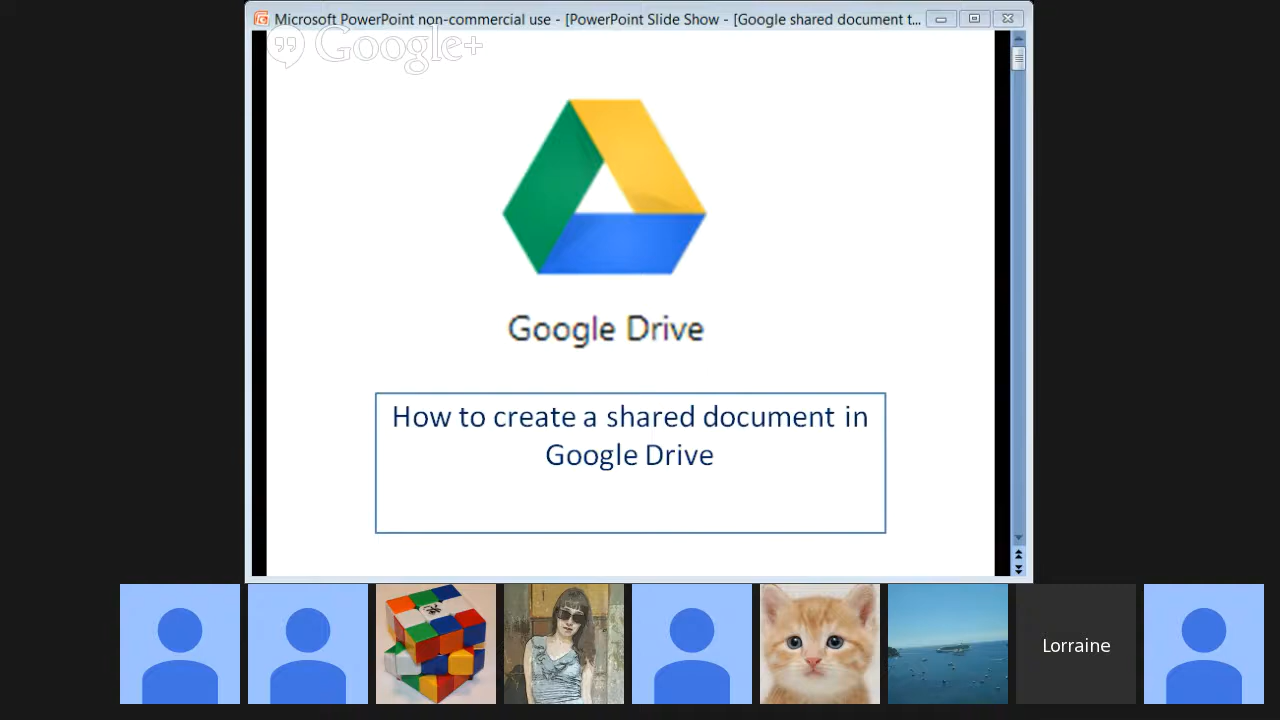 Microsoft PowerPoint non-commercial use - [PowerPoint Slide Show - [Google shared document t...
Google+
Google Drive
How to create a shared document in
Google Drive
Lorraine